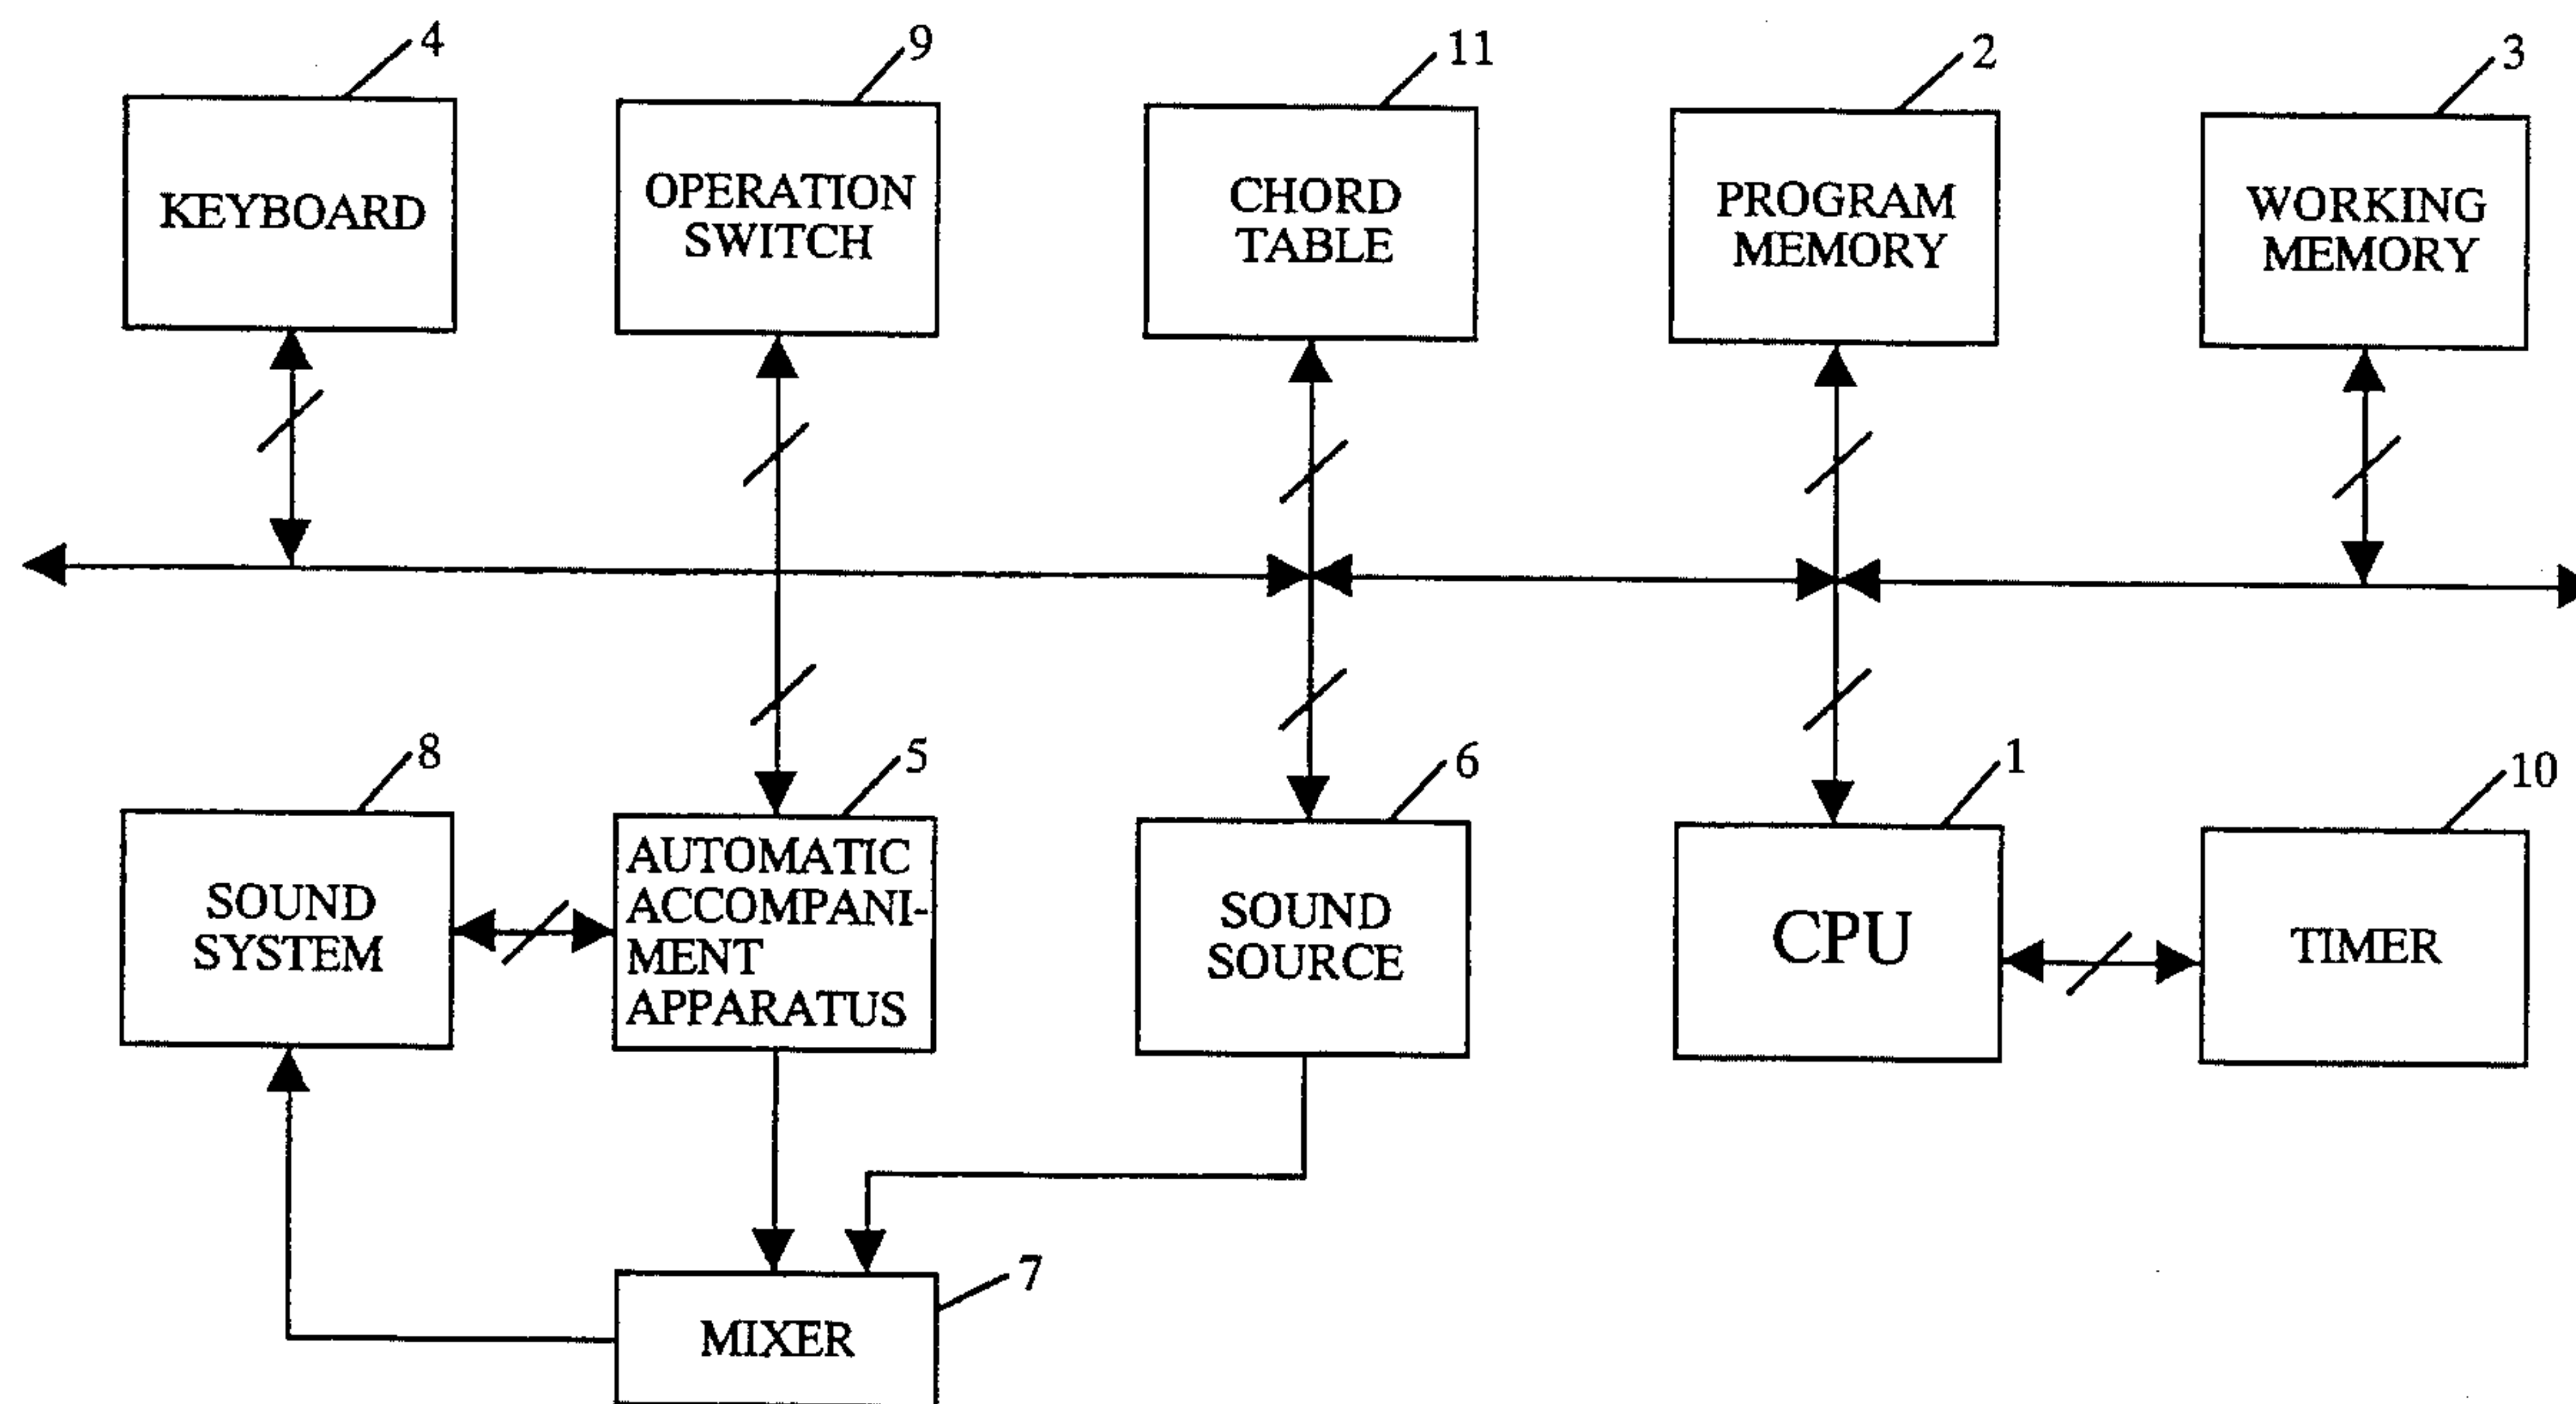 4
9
11
2
3
KEYBOARD
OPERATION
SWITCH
CHORD
TABLE
PROGRAM
MEMORY
WORKING
MEMORY
8
5
6
1
10
SOUND
SYSTEM
AUTOMATIC
ACCOMPANI-
MENT
APPARATUS
SOUND
SOURCE
CPU
TIMER
7
MIXER